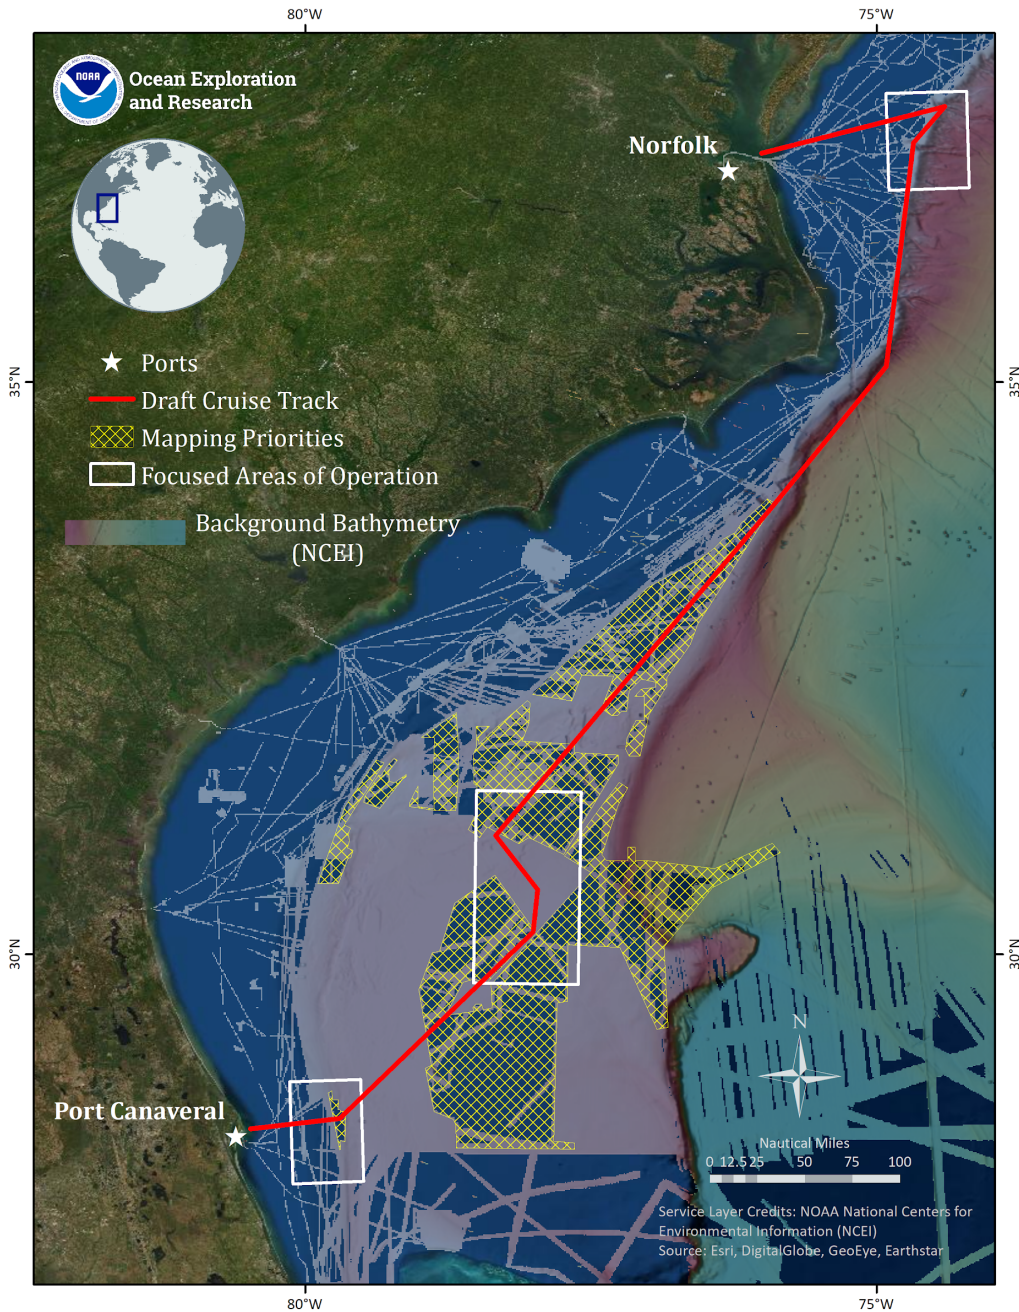 80°W
75°W
NOAA
Ocean Exploration
and Research
Norfolk
Ports
35°N
35°N
Draft Cruise Track
Mapping Priorities
Focused Areas of Operation
Background Bathymetry
(NCEI)
30°N
30°N
N
Port Canaveral
Nautical Miles
0 12.5 25 50 75 100
Service Layer Credits: NOAA National Centers for
Environmental Information (NCEI)
Source: Esri, DigitalGlobe, GeoEye, Earthstar
80°W
75°W